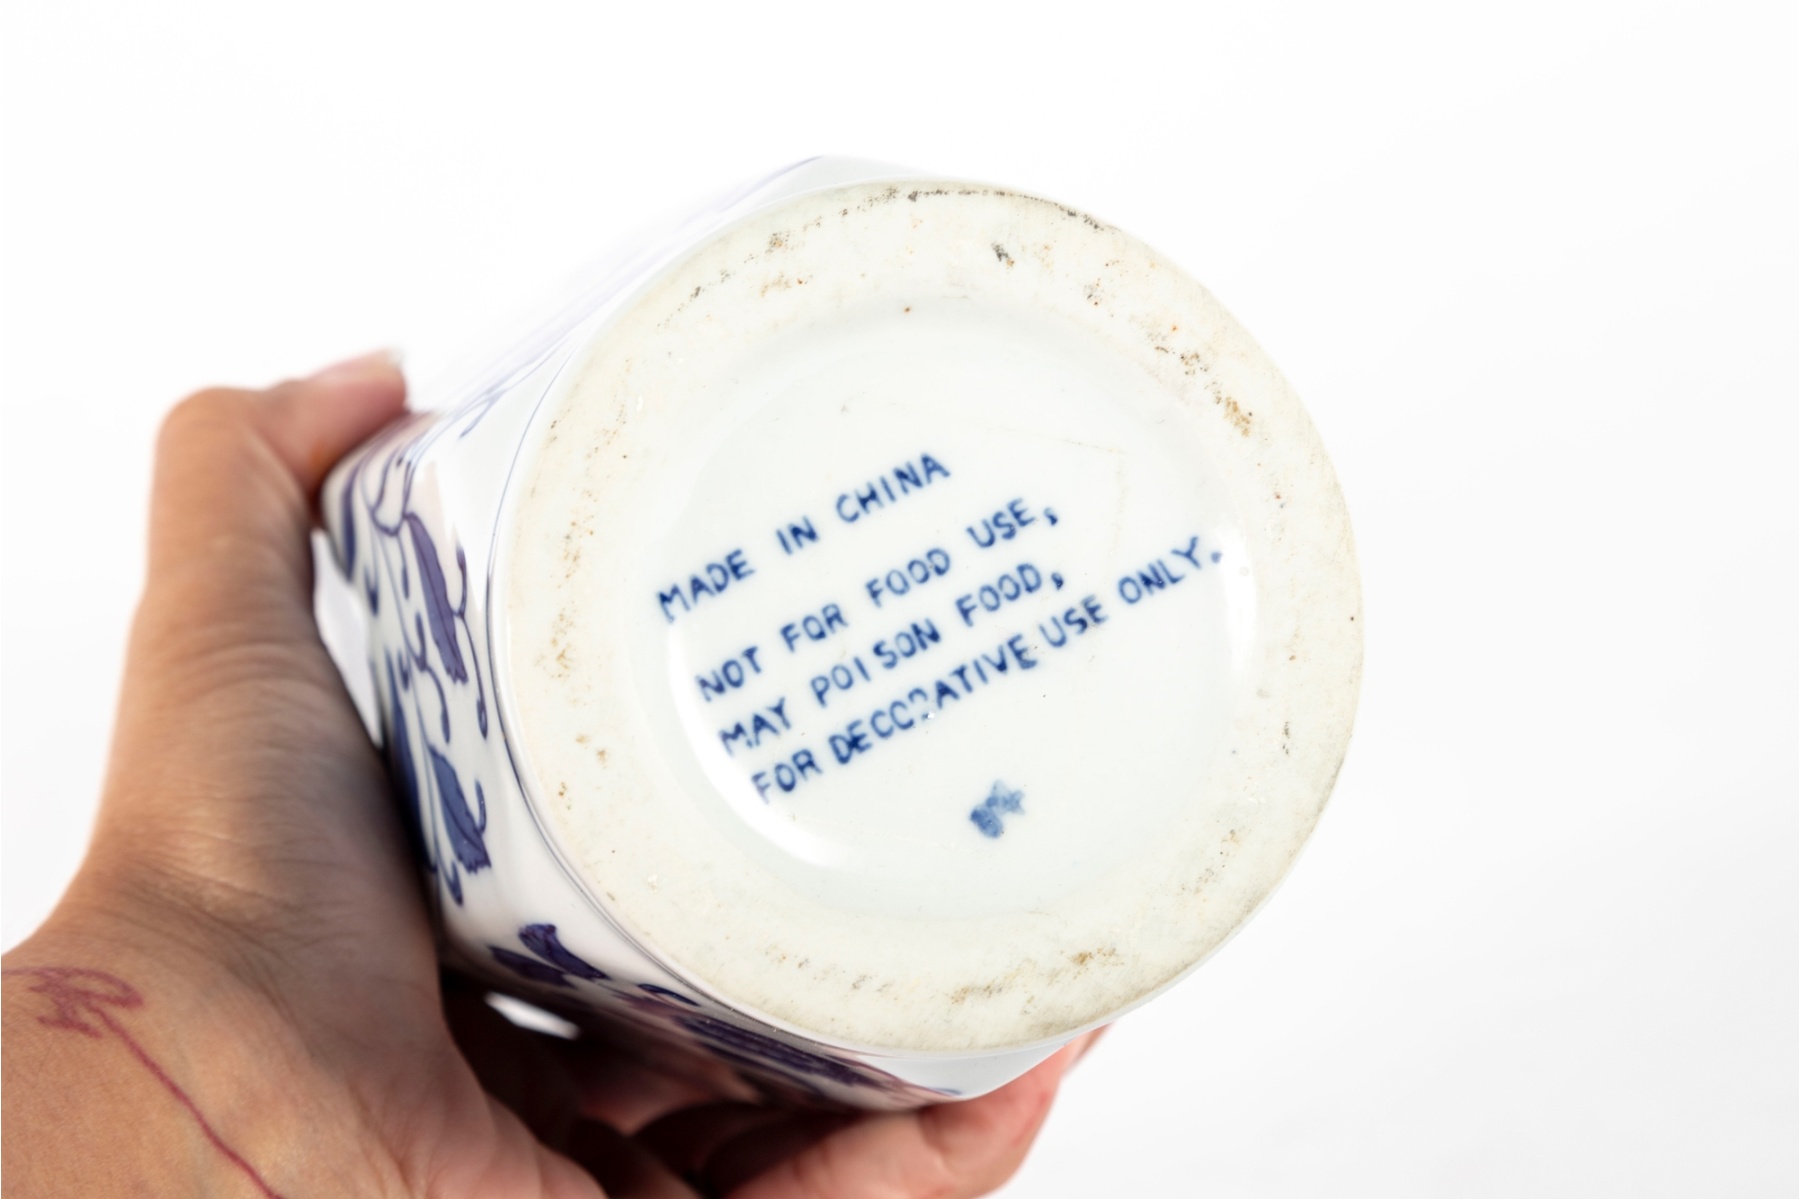 MADE IN CHINA
NOT FOR FOOD USE,
MAY POISON FOOD,
FOR DECORATIVE USE ONLY.